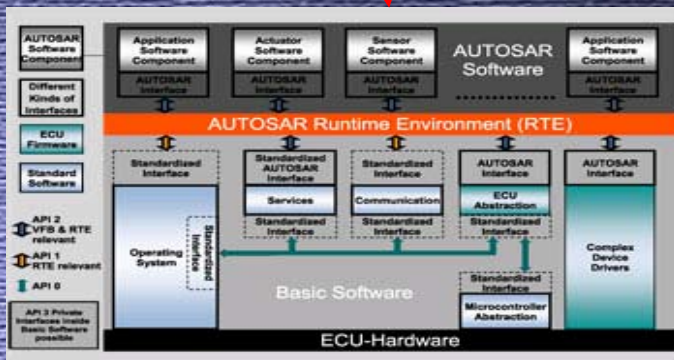 AUTOSAR
Software
Component
Different
Kinds of
Interfaces
ECU
Firmware
Standard
Software
API 2
VFB & RTE
relevant
API 1
RTE relevant
API 0
API 3 Private
Interfaces inside
Basic Software
possible
Application
Software
Component
AUTOSAR
Interface
Actuator
Software
Component
AUTOSAR
Interface
Sensor
Software
Component
AUTOSAR
Interface
AUTOSAR
Software
Application
Software
Component
AUTOSAR
Interface
AUTOSAR Runtime Environment (RTE)
Standardized
Interface
Operating
System
Standardized
Interface
Standardized
AUTOSAR
Interface
Services
Standardized
Interface
Standardized
Interface
Communication
Standardized
Interface
AUTOSAR
Interface
ECU
Abstraction
Standardized
Interface
AUTOSAR
Interface
Complex
Device
Drivers
Basic Software
Standardized
Interface
Microcontroller
Abstraction
ECU-Hardware